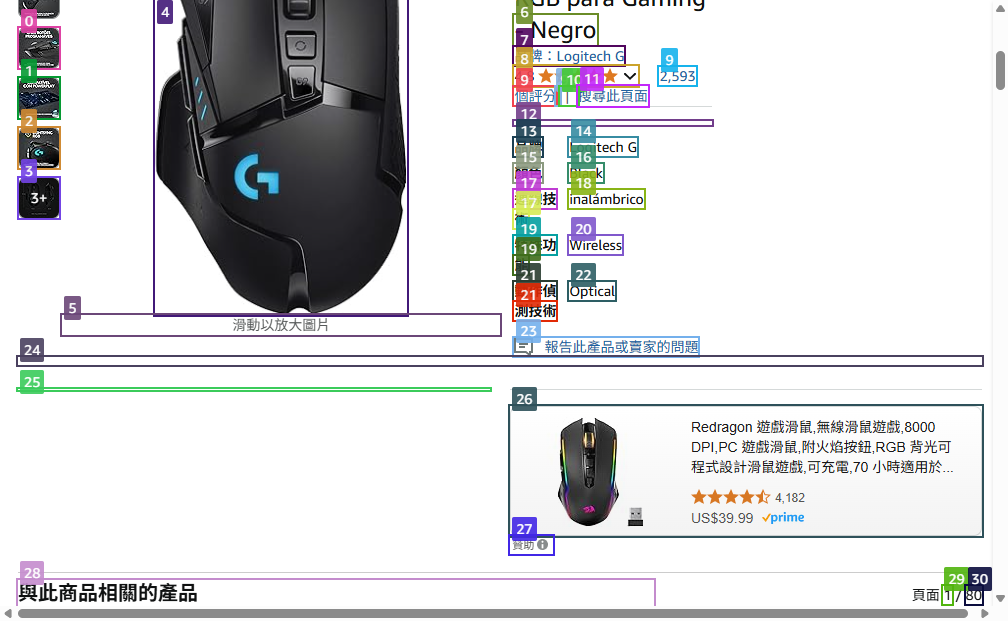 RGB para Gaming
Negro
Logitech G
2,593
個評分 | 搜尋此頁面
Logitech G
Black
inalámbrico
Wireless
Optical
測技術
滑動以放大圖片
3+
報告此產品或賣家的問題
Redragon 遊戲滑鼠,無線滑鼠遊戲,8000
DPI,PC 遊戲滑鼠,附火焰按鈕,RGB 背光可
程式設計滑鼠遊戲,可充電,70 小時適用於...
4,182
US$39.99 prime
贊助
與此商品相關的產品
頁面 1 / 80
0
1
2
3
4
5
6
7
8
9
9
10
11
12
13
14
15
16
17
18
17
19
20
19
21
22
21
23
24
25
26
27
28
29
30